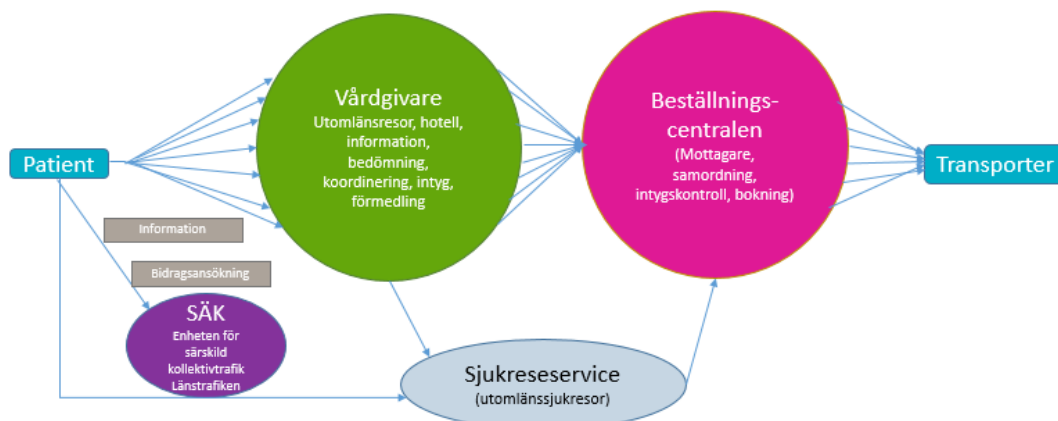 Patient
Vårdgivare
Utomlänsresor, hotell,
information,
bedömning,
koordinering, intyg,
förmedling
Beställnings-
centralen
(Mottagare,
samordning,
intygskontroll, bokning)
Transporter
Information
Bidragsansökning
SÄK
Enheten för
särskild
kollektivtrafik
Länstrafiken
Sjukreseservice
(utomlänssjukresor)